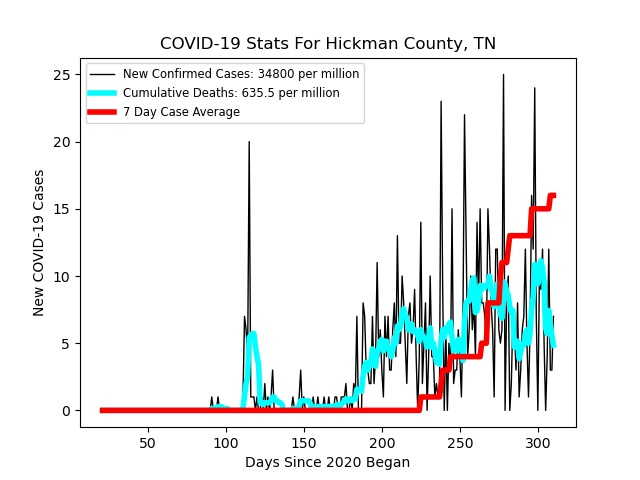 COVID-19 Stats For Hickman County, TN
New Confirmed Cases: 34800 per million
Cumulative Deaths: 635.5 per million
7 Day Case Average
New COVID-19 Cases
25
20
15
10
5
0
50 100 150 200 250 300
Days Since 2020 Began